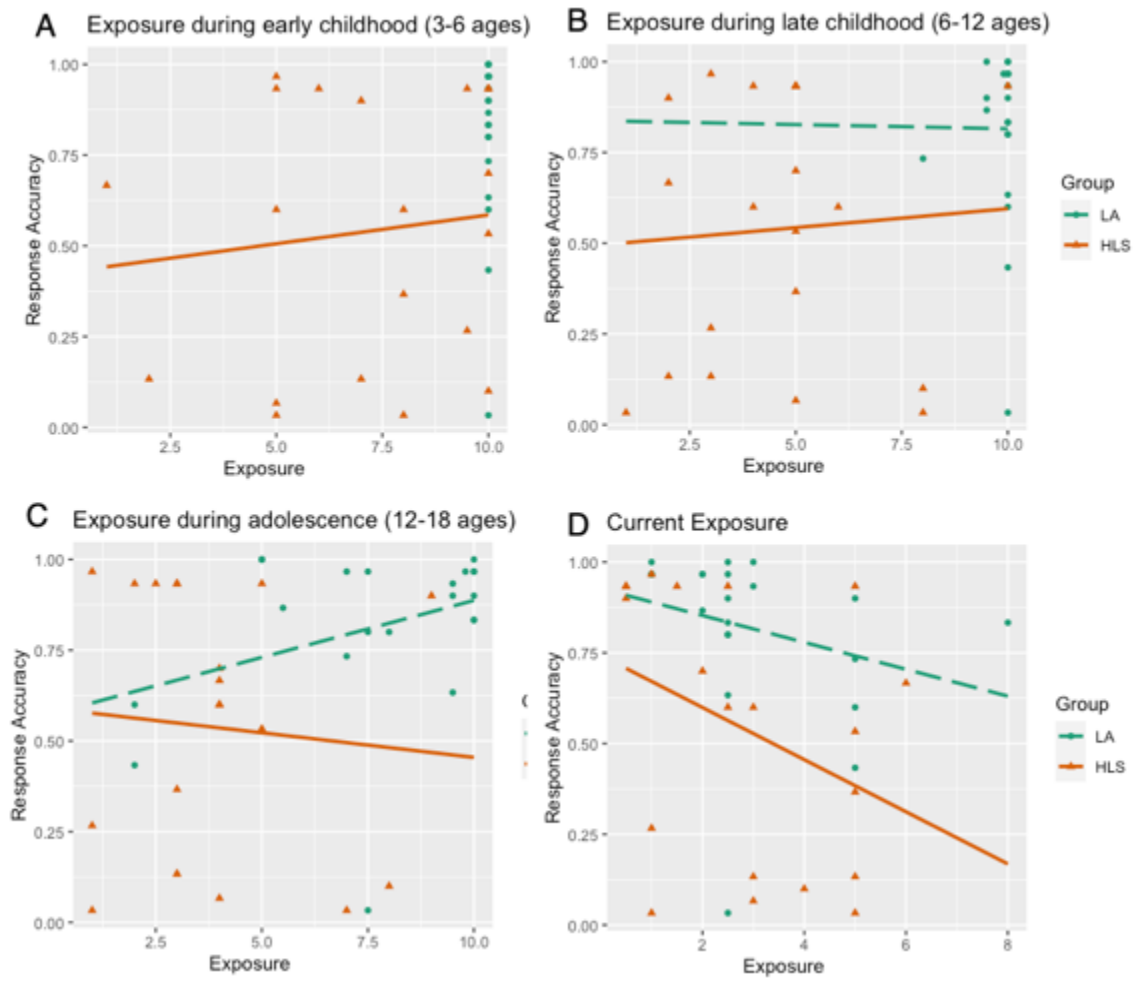 A Exposure during early childhood (3-6 ages)
1.00
0.75
0.50
0.25
0.00
Response Accuracy
2.5 5.0 7.5 10.0
Exposure
B Exposure during late childhood (6-12 ages)
1.00
0.75
0.50
0.25
0.00
Response Accuracy
2.5 5.0 7.5 10.0
Exposure
Group
LA
HLS
C Exposure during adolescence (12-18 ages)
1.00
0.75
0.50
0.25
0.00
Response Accuracy
2.5 5.0 7.5 10.0
Exposure
D Current Exposure
1.00
0.75
0.50
0.25
0.00
Response Accuracy
2 4 6 8
Exposure
Group
LA
HLS